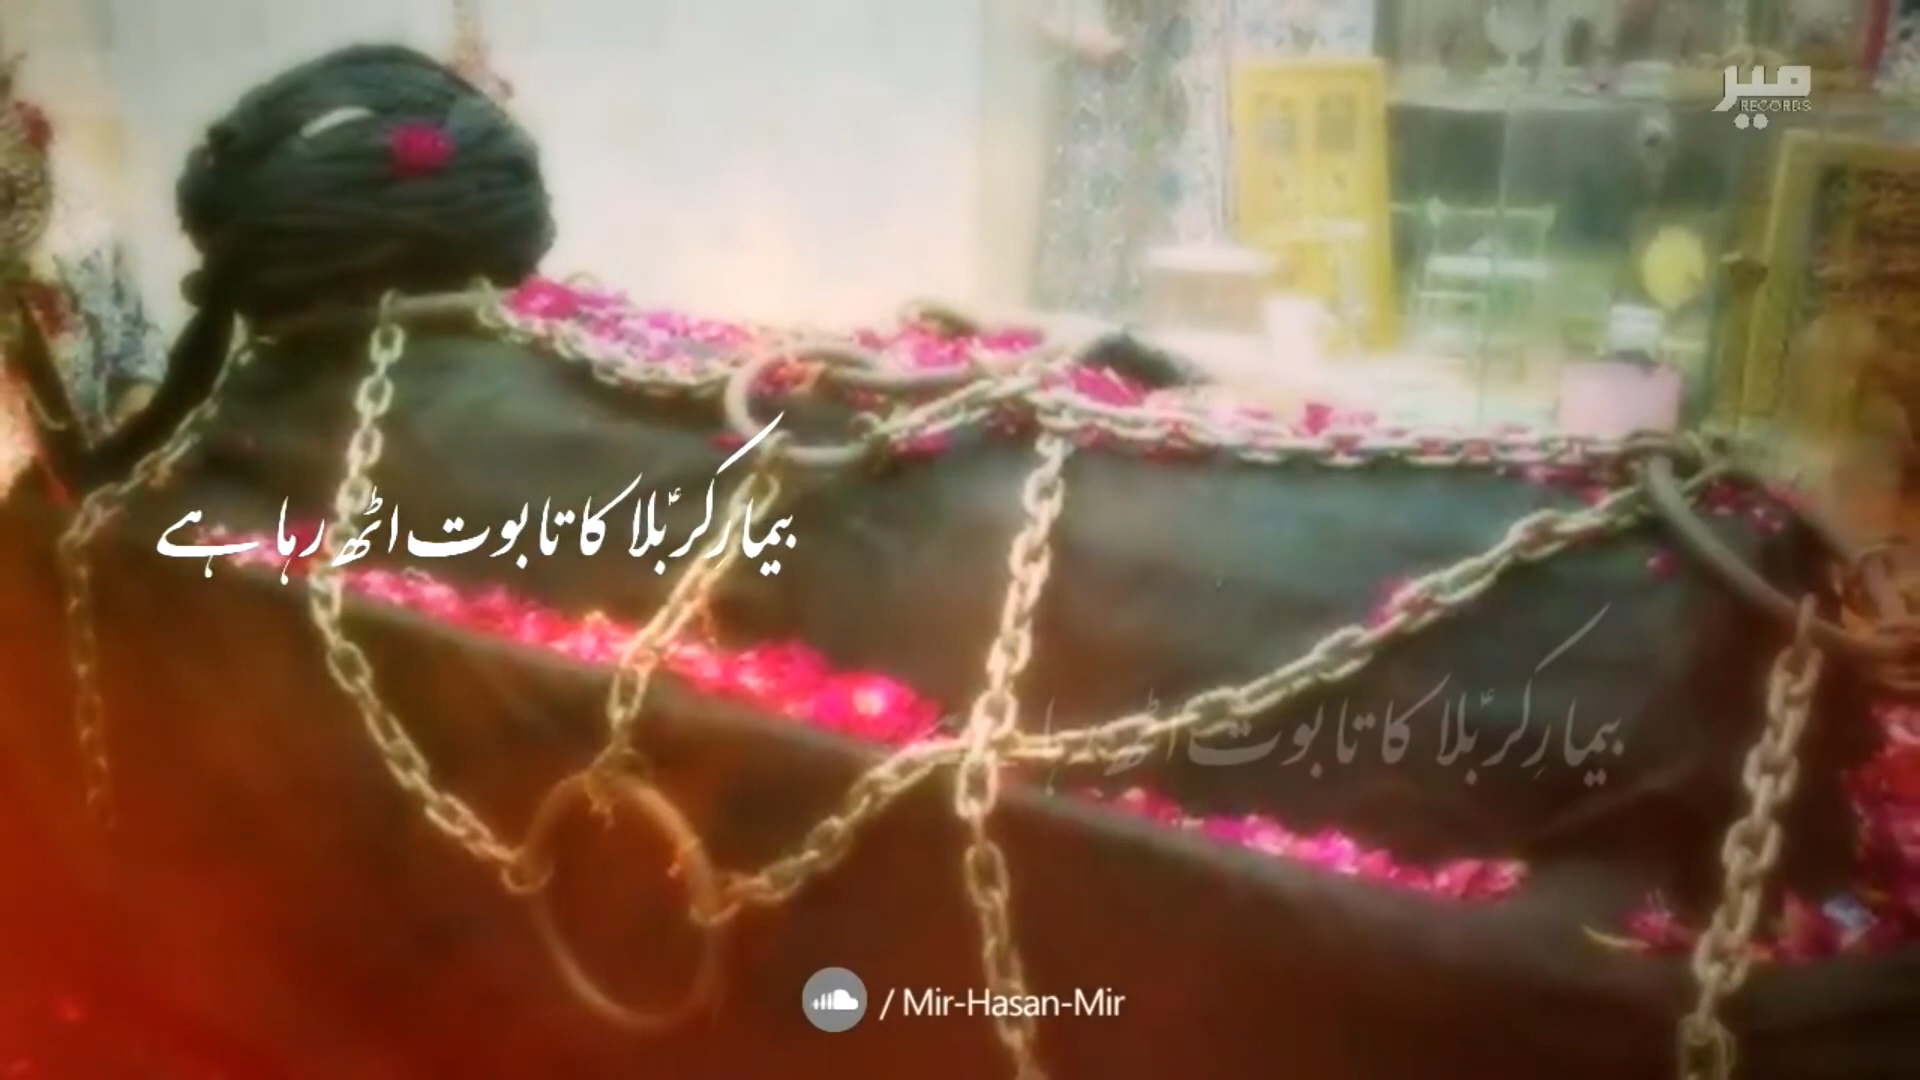 میر
RECORDS
بیمارِ کربلا کا تابوت اٹھ رہا ہے
بیمارِ کربلا کا تابوت اٹھ رہا ہے
/ Mir-Hasan-Mir